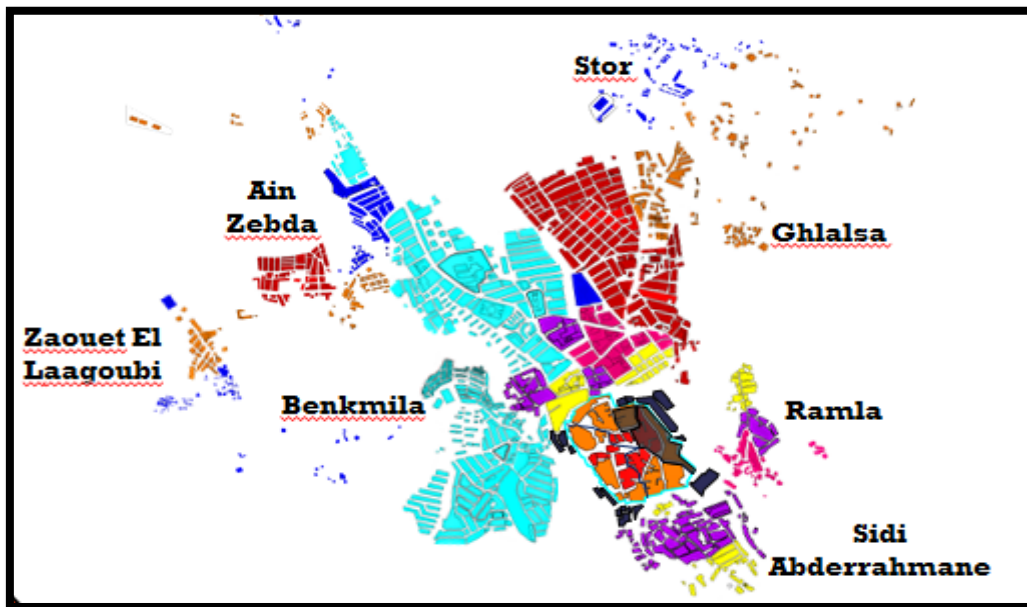 Stor
Ain
Zebda
Ghlalsa
Zaouet El
Laagoubi
Benkmila
Ramla
Sidi
Abderrahmane